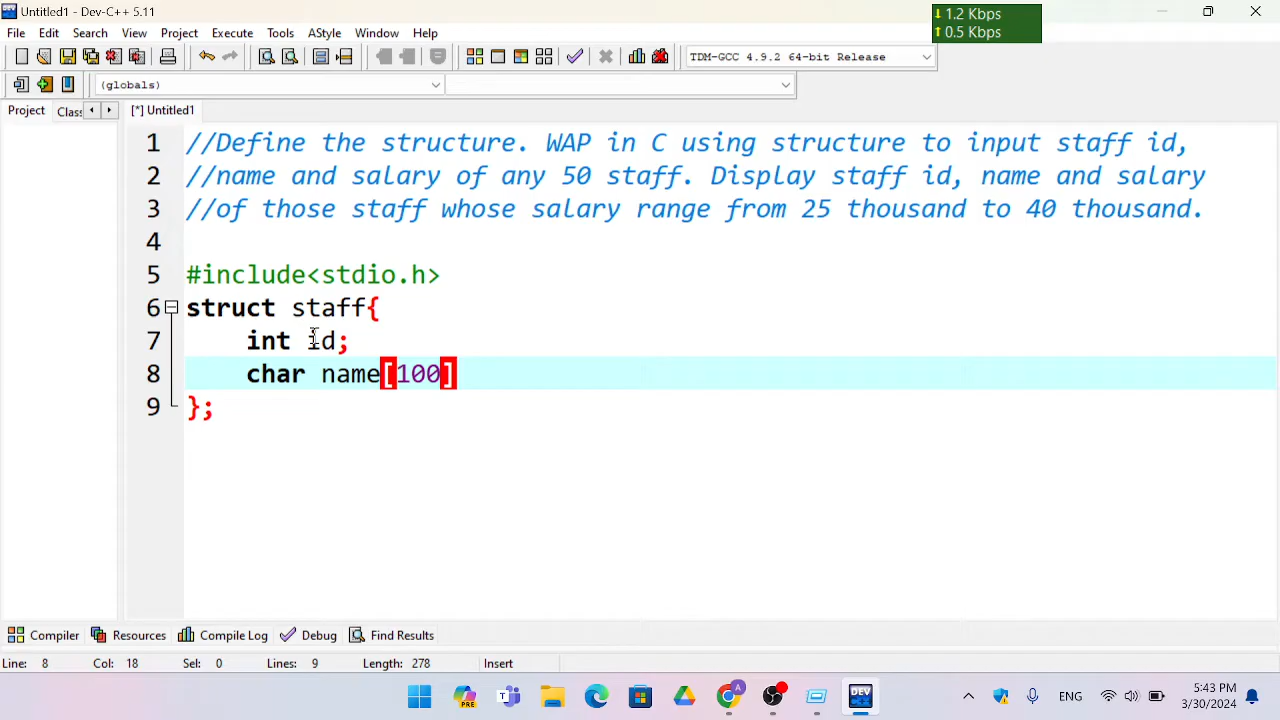 Untitled1 - Dev-C++ 5.11
↓ 1.2 Kbps
↑ 0.5 Kbps
File Edit Search View Project Execute Tools AStyle Window Help
TDM-GCC 4.9.2 64-bit Release
(globals)
Project Class [*] Untitled1
1 //Define the structure. WAP in C using structure to input staff id,
2 //name and salary of any 50 staff. Display staff id, name and salary
3 //of those staff whose salary range from 25 thousand to 40 thousand.
4
5 #include<stdio.h>
6 struct staff{
7 int id;
8 char name[100]
9 };
Compiler Resources Compile Log Debug Find Results
Line: 8 Col: 18 Sel: 0 Lines: 9 Length: 278 Insert
PRE A DEV ENG 5:43 PM
3/30/2024